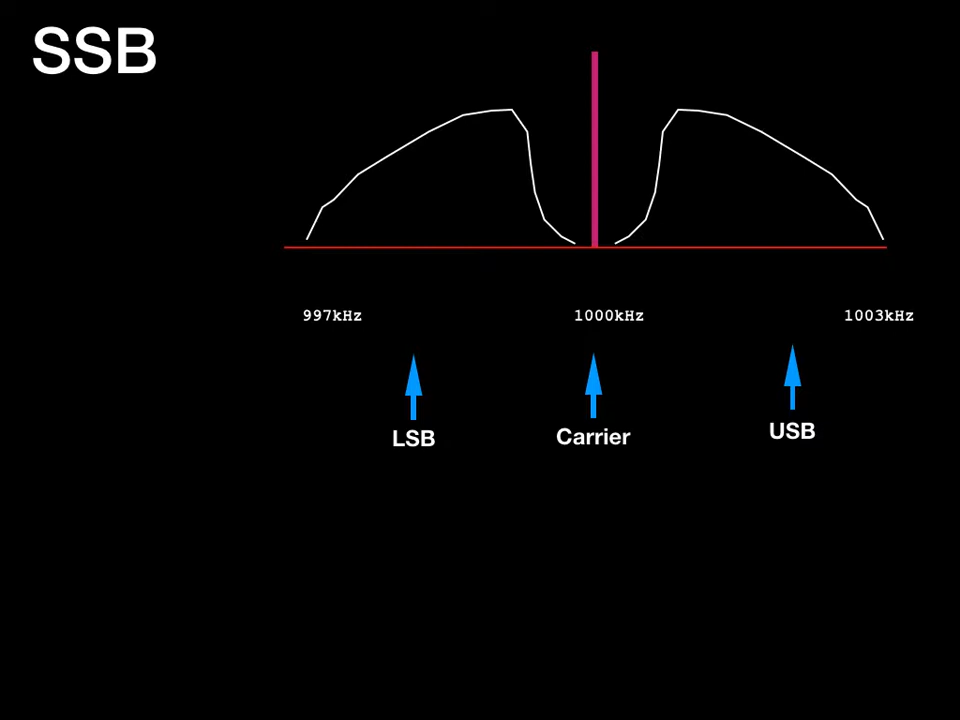 SSB
997kHz
1000kHz
1003kHz
LSB
Carrier
USB